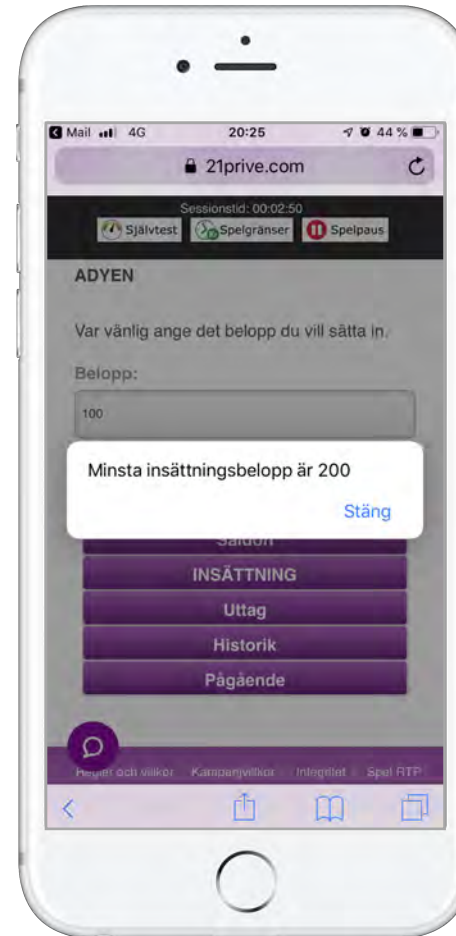 Mail 4G 20:25 44 %
21prive.com
Sessionstid: 00:02:50
Självtest Spelgränser Spelpaus
ADYEN
Var vänlig ange det belopp du vill sätta in.
Belopp:
100
Minsta insättningsbelopp är 200
Stäng
Saldon
INSÄTTNING
Uttag
Historik
Pågående
Regler och villkor Kampanjvillkor Integritet Spel RTP